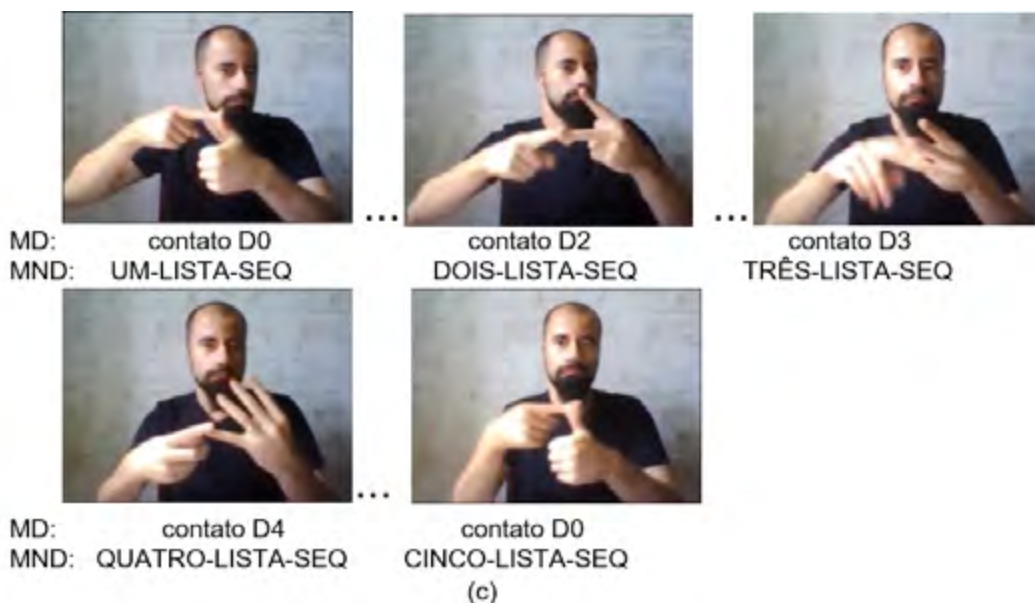 ... ...
MD: contato D0 contato D2 contato D3
MND: UM-LISTA-SEQ DOIS-LISTA-SEQ TRÊS-LISTA-SEQ
...
MD: contato D4 contato D0
MND: QUATRO-LISTA-SEQ CINCO-LISTA-SEQ
(c)